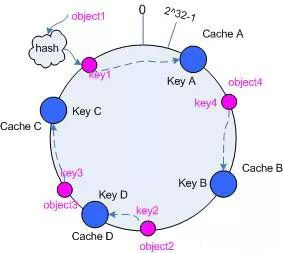 object1
0
2^32-1
hash
Cache A
key1
Key A
object4
key4
Key C
Cache C
Cache B
Key B
key3
Key D
object3
key2
Cache D
object2